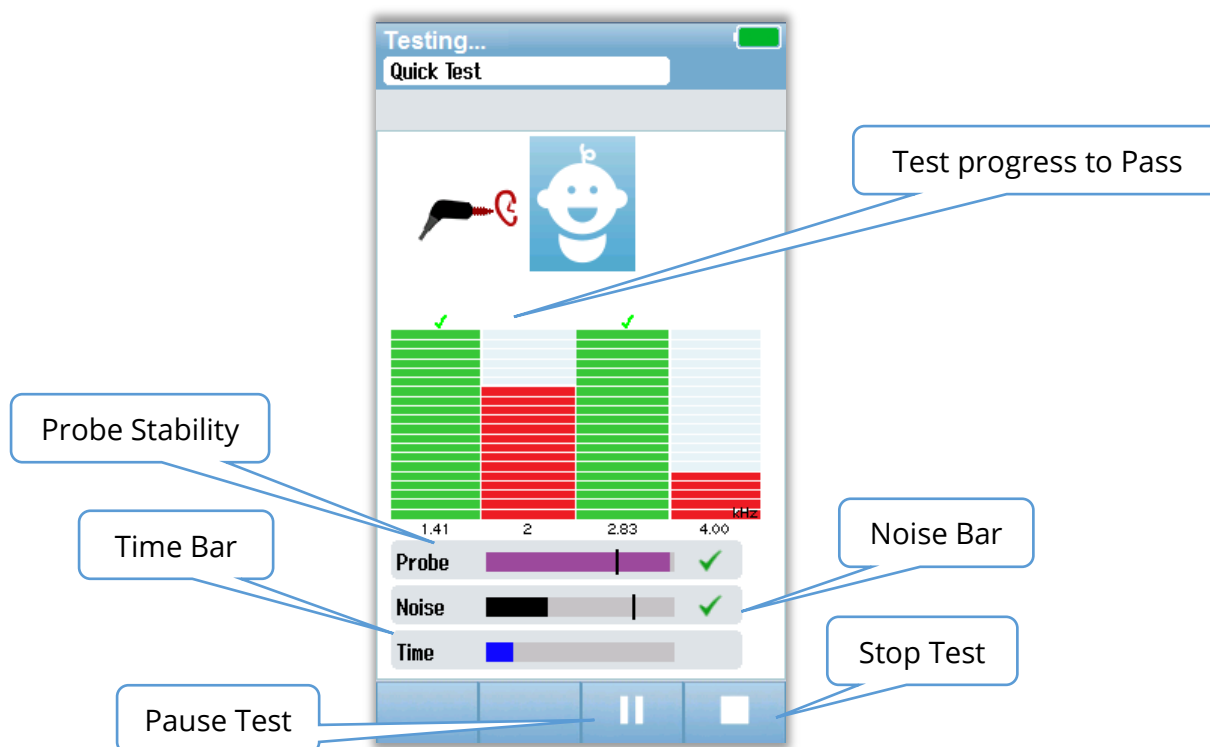 Testing...
Quick Test
Test progress to Pass
kHz
1.41 2 2.83 4.00
Probe Stability
Probe
Time Bar
Noise Bar
Noise
Time
Stop Test
Pause Test